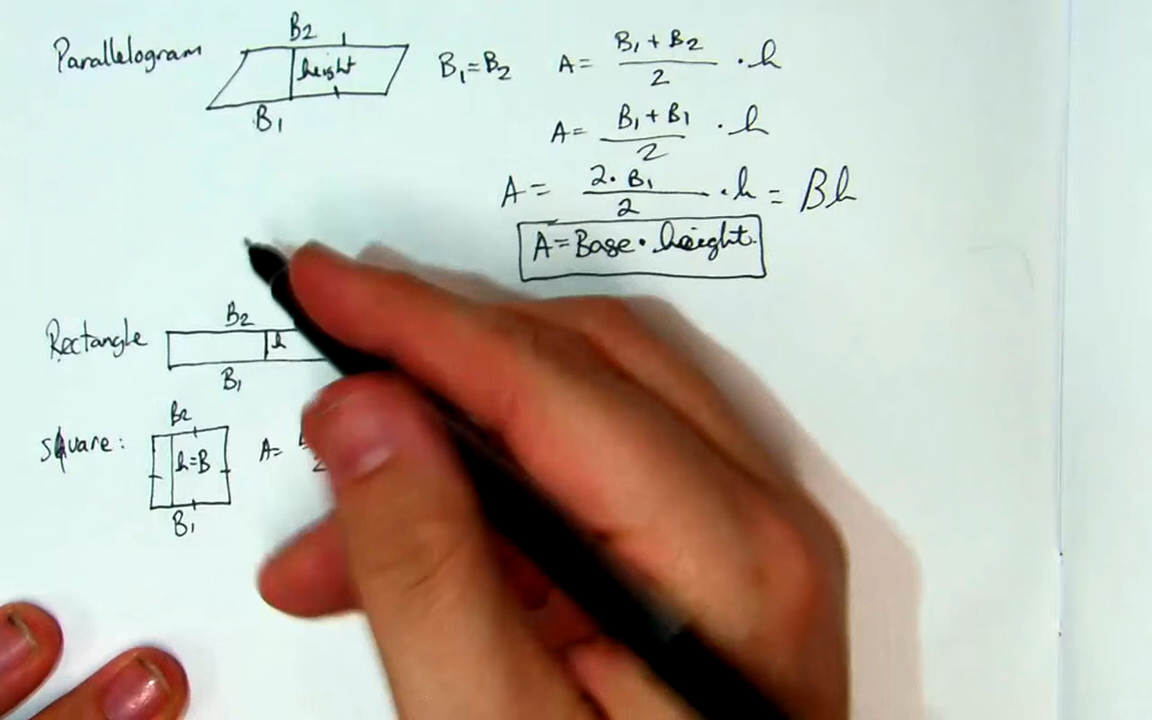 Parallelogram
B2
height
B1
B1=B2
A= B1+B2 / 2 · h
A= B1+B1 / 2 · h
A= 2·B1 / 2 · h = Bh
A=Base·height
Rectangle
B2
h
B1
square:
B2
h=B
B1
A=
2